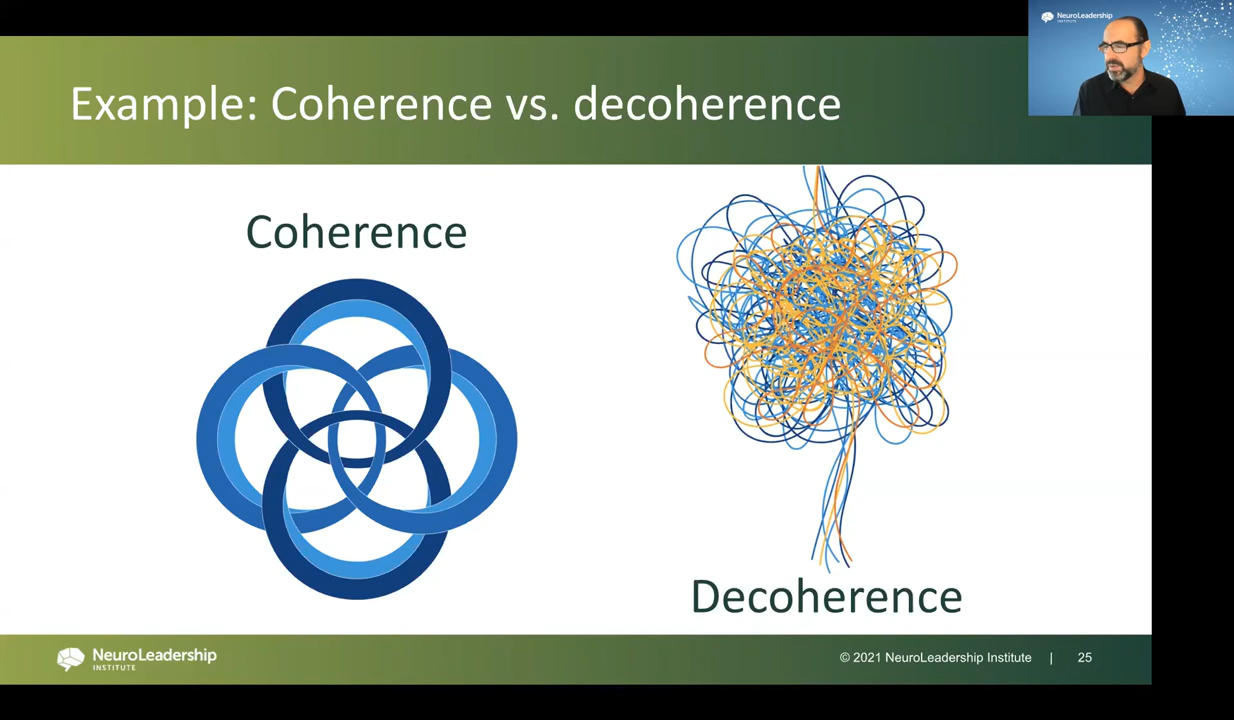 NeuroLeadership
INSTITUTE
Example: Coherence vs. decoherence
Coherence
Decoherence
NeuroLeadership
INSTITUTE
© 2021 NeuroLeadership Institute | 25